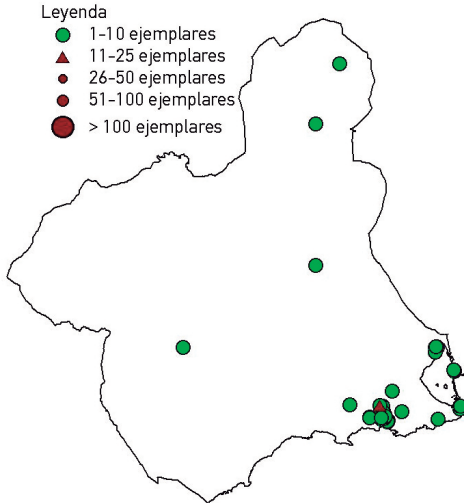 Leyenda
1-10 ejemplares
11-25 ejemplares
26-50 ejemplares
51-100 ejemplares
> 100 ejemplares